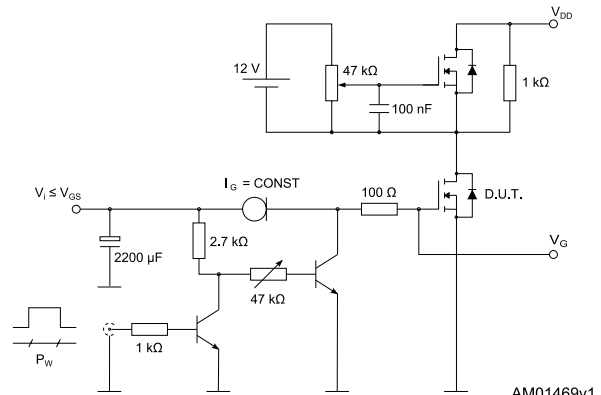 V_DD
12 V
47 kΩ
1 kΩ
100 nF
I_G = CONST
V_i ≤ V_GS
100 Ω
D.U.T.
2.7 kΩ
2200 μF
V_G
47 kΩ
1 kΩ
P_W
AM01469v1